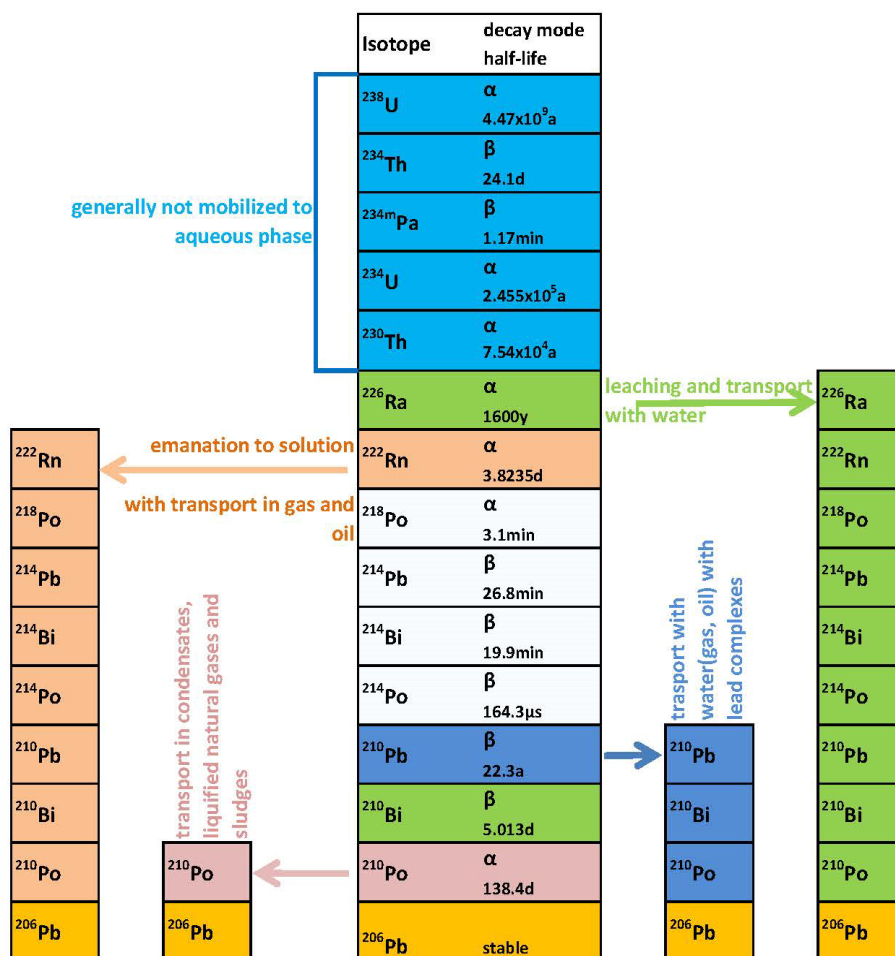 Isotope
decay mode
half-life
²³⁸U
α
4.47x10⁹a
²³⁴Th
β
24.1d
²³⁴ᵐPa
β
1.17min
²³⁴U
α
2.455x10⁵a
²³⁰Th
α
7.54x10⁴a
generally not mobilized to
aqueous phase
²²⁶Ra
α
1600y
leaching and transport
with water
²²²Rn
α
3.8235d
emanation to solution
with transport in gas and
oil
²¹⁸Po
α
3.1min
²¹⁴Pb
β
26.8min
²¹⁴Bi
β
19.9min
²¹⁴Po
β
164.3µs
²¹⁰Pb
β
22.3a
²¹⁰Bi
β
5.013d
²¹⁰Po
α
138.4d
²⁰⁶Pb
stable
²²²Rn
²¹⁸Po
²¹⁴Pb
²¹⁴Bi
²¹⁴Po
²¹⁰Pb
²¹⁰Bi
²¹⁰Po
²⁰⁶Pb
transport in condensates,
liquified natural gases and
sludges
²¹⁰Po
²⁰⁶Pb
trasport with
water(gas, oil) with
lead complexes
²¹⁰Pb
²¹⁰Bi
²¹⁰Po
²⁰⁶Pb
²²⁶Ra
²²²Rn
²¹⁸Po
²¹⁴Pb
²¹⁴Bi
²¹⁴Po
²¹⁰Pb
²¹⁰Bi
²¹⁰Po
²⁰⁶Pb